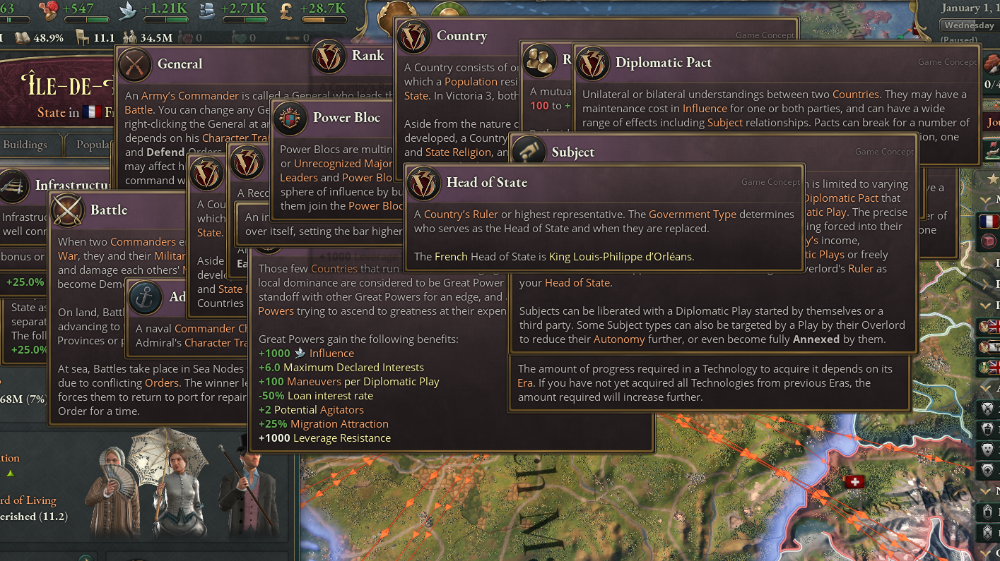 63
+547
+1.21K
+2.71K
+28.7K
January 1, 1
48.9%
11.1
34.5M
0
0
0
Wednesday
(Paused)
ÎLE-DE-
State in
Buildings
Popula
General
An Army's Commander is called a General who leads th
Battle. You can change any Ge
right-clicking the General at ar
depends on his Character Trai
and Defend Orders
may affect hi
command w
Rank
Country
Game Concept
A Country consists of o
which a Population resi
State. In Victoria 3, both
Aside from the nature o
developed, a Country
and State Religion, an
R
A mutua
100 to +
Diplomatic Pact
Game Concept
Unilateral or bilateral understandings between two Countries. They may have a
maintenance cost in Influence for one or both parties, and can have a wide
range of effects including Subject relationships. Pacts can break for a number of
ion, one
0/4
Jou
Power Bloc
Power Blocs are multin
or Unrecognized Major
Leaders and Power Blo
sphere of influence by bu
them join the Power Bloc
Subject
Game Concept
n is limited to varying
Diplomatic Pact that
atic Play. The precise
ing forced into their
y's income,
tic Plays or freely
verlord's Ruler as
your Head of State.
Subjects can be liberated with a Diplomatic Play started by themselves or a
third party. Some Subject types can also be targeted by a Play by their Overlord
to reduce their Autonomy further, or even become fully Annexed by them.
Head of State
Game Concept
A Country's Ruler or highest representative. The Government Type determines
who serves as the Head of State and when they are replaced.
The French Head of State is King Louis-Philippe d'Orléans.
ve a
er of
one
Infrastructu
Infrastruc
well conn
bonus or
+25.0%
State as
separat
The foll
+25.0%
Battle
When two Commanders e
War, they and their Militar
and damage each others'
become Dem
On land, Battl
advancing to
Provinces or p
At sea, Battles take place in Sea Nodes
due to conflicting Orders. The winner le
forces them to return to port for repair
Order for a time.
Ad
A naval Commander Ch
Admiral's Character Tra
A Cou
which
State.
Aside
develo
and State
Countries
A Reco
An in
over itself, setting the bar higher
Ea
+1000 Leverage
Those few Countries that run
local dominance are considered to be Great Power
standoff with other Great Powers for an edge, and
Powers trying to ascend to greatness at their expen
Great Powers gain the following benefits:
+1000 Influence
+6.0 Maximum Declared Interests
+100 Maneuvers per Diplomatic Play
-50% Loan interest rate
+2 Potential Agitators
+25% Migration Attraction
+1000 Leverage Resistance
The amount of progress required in a Technology to acquire it depends on its
Era. If you have not yet acquired all Technologies from previous Eras, the
amount required will increase further.
68M (7%)
tion
rd of Living
erished (11.2)